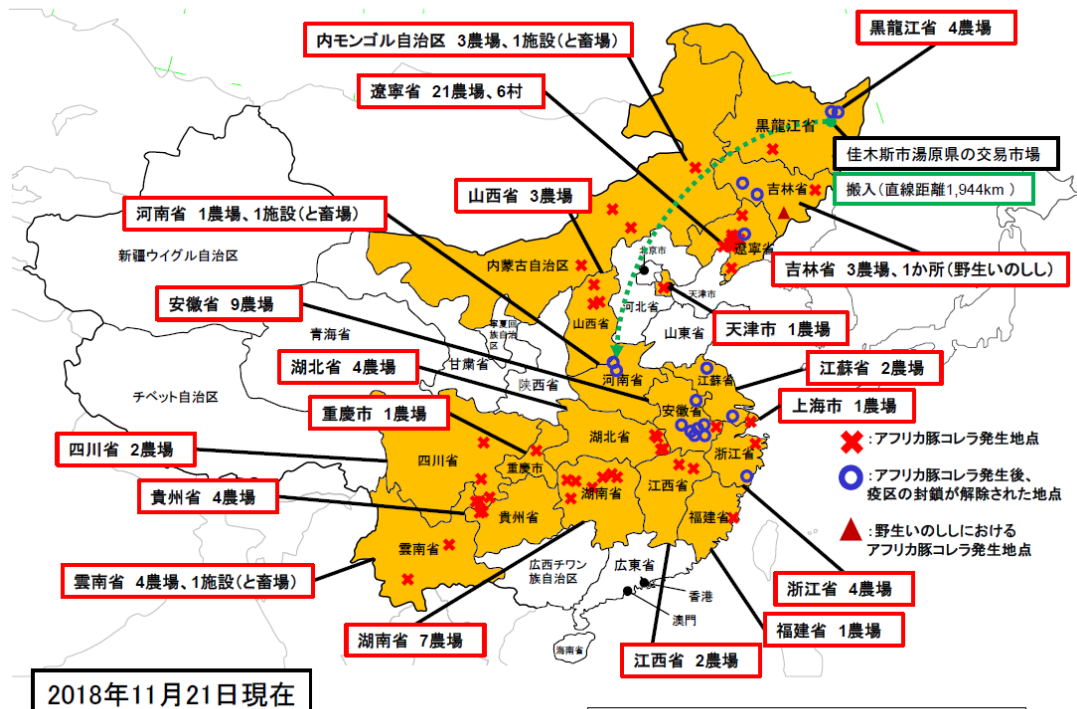 内モンゴル自治区 3農場、1施設(と畜場)
黒龍江省 4農場
遼寧省 21農場、6村
黒龍江省
佳木斯市湯原県の交易市場
搬入(直線距離1,944km )
山西省 3農場
吉林省
河南省 1農場、1施設(と畜場)
新疆ウイグル自治区
北京市
遼寧省
内蒙古自治区
吉林省 3農場、1か所(野生いのしし)
安徽省 9農場
天津市
河北省
山西省
山東省
天津市 1農場
青海省
寧夏回
族自治
区
甘粛省
湖北省 4農場
陝西省
河南省
江蘇省
江蘇省 2農場
チベット自治区
重慶市 1農場
安徽省
上海市 1農場
四川省 2農場
湖北省
四川省
重慶市
浙江省
:アフリカ豚コレラ発生地点
貴州省 4農場
湖南省
江西省
:アフリカ豚コレラ発生後、
疫区の封鎖が解除された地点
貴州省
福建省
雲南省
:野生いのししにおける
アフリカ豚コレラ発生地点
雲南省 4農場、1施設(と畜場)
広西チワン
族自治区
広東省
香港
浙江省 4農場
澳門
湖南省 7農場
福建省 1農場
海南省
江西省 2農場
2018年11月21日現在